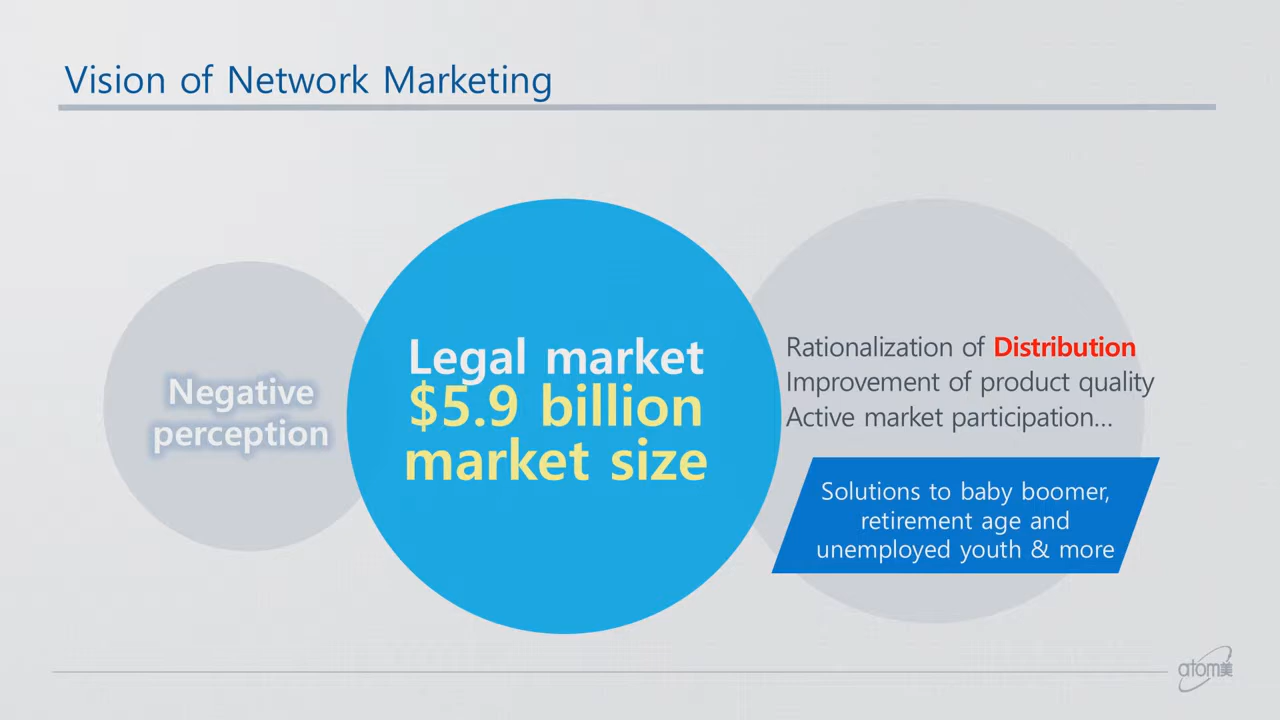 Vision of Network Marketing
Negative
perception
Legal market
$5.9 billion
market size
Rationalization of Distribution
Improvement of product quality
Active market participation...
Solutions to baby boomer,
retirement age and
unemployed youth & more
atom美